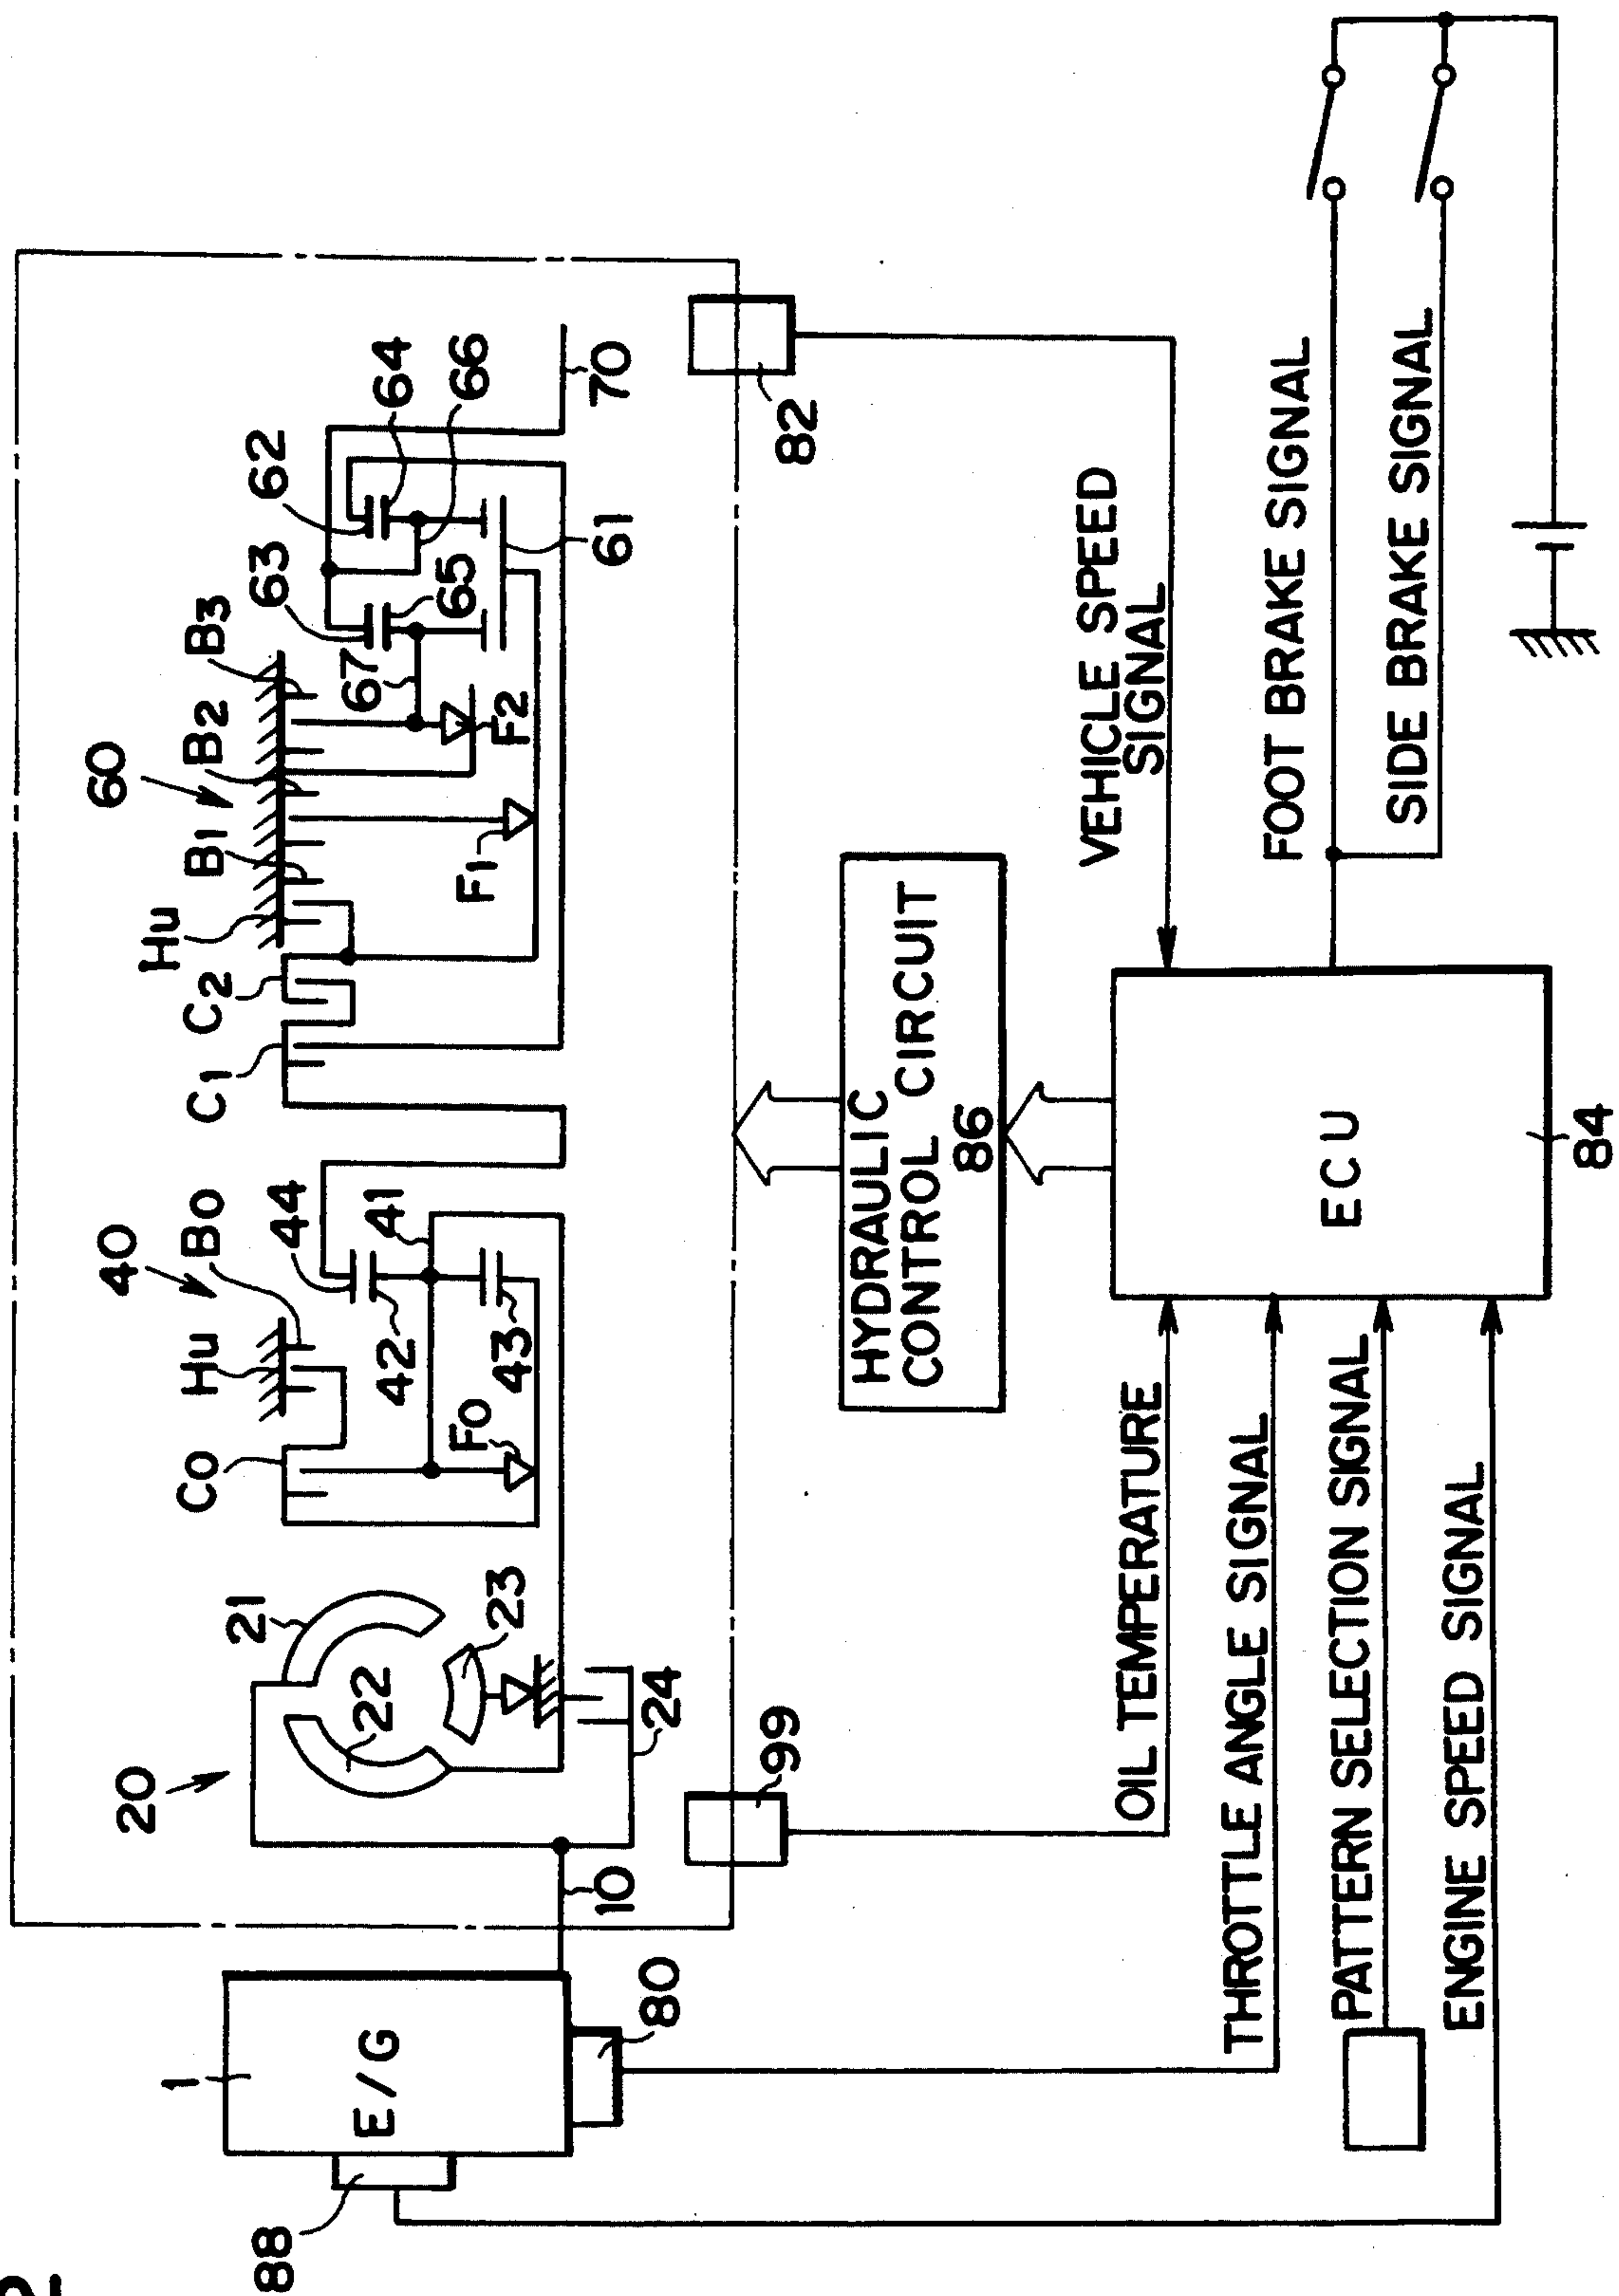 1
E/G
88
80
10
20
21
22
23
24
40
C0
Hu
B0
44
41
42
43
F0
60
C1
C2
Hu
B1
B2
B3
F1
F2
67
63
62
65
64
66
61
70
82
99
HYDRAULIC
CONTROL CIRCUIT
86
ECU
84
OIL TEMPERATURE
THROTTLE ANGLE SIGNAL
PATTERN SELECTION SIGNAL
ENGINE SPEED SIGNAL
VEHICLE SPEED
SIGNAL
FOOT BRAKE SIGNAL
SIDE BRAKE SIGNAL